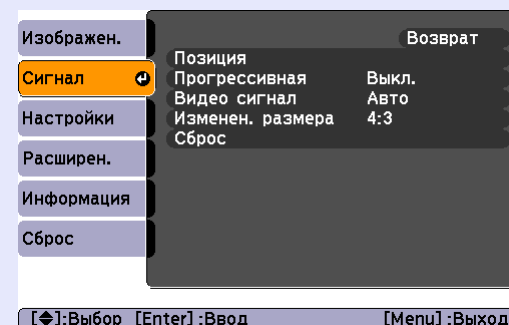 Изображен.
Сигнал
Настройки
Расширен.
Информация
Сброс
Возврат
Позиция
Прогрессивная Выкл.
Видео сигнал Авто
Изменен. размера 4:3
Сброс
[]:Выбор [Enter] :Ввод [Menu] :Выход